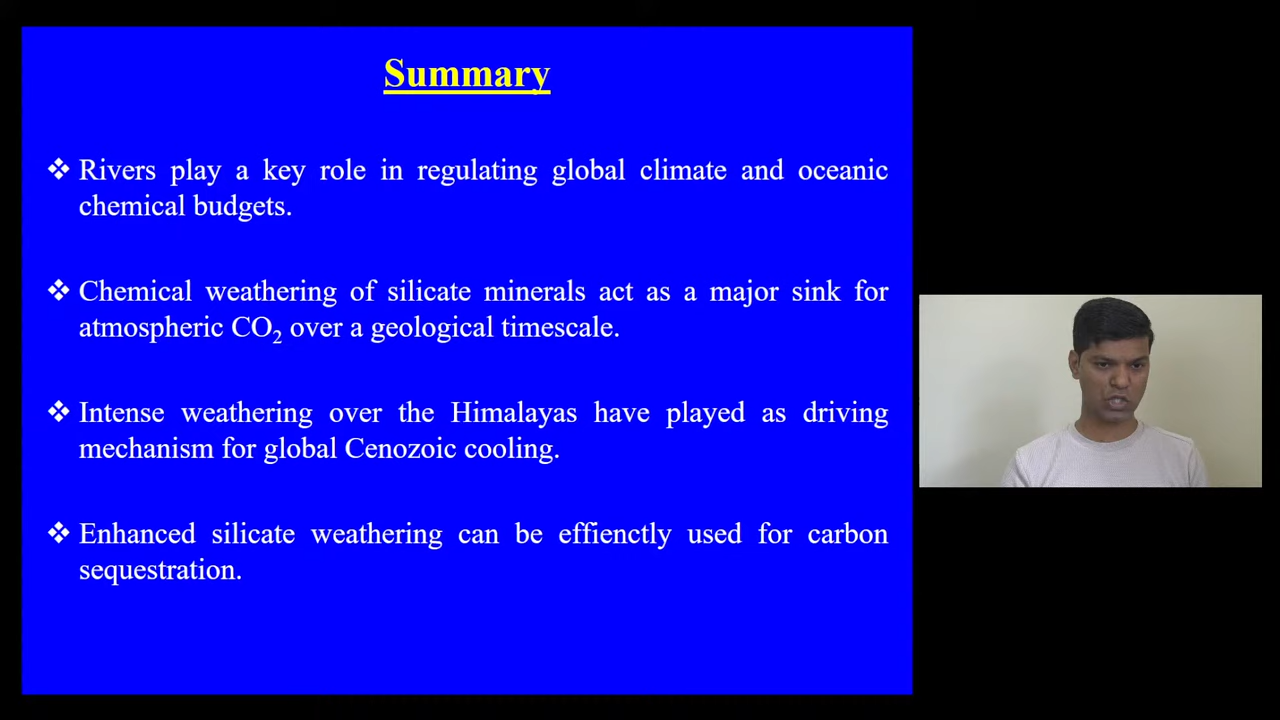 Summary
❖ Rivers play a key role in regulating global climate and oceanic
chemical budgets.
❖ Chemical weathering of silicate minerals act as a major sink for
atmospheric CO₂ over a geological timescale.
❖ Intense weathering over the Himalayas have played as driving
mechanism for global Cenozoic cooling.
❖ Enhanced silicate weathering can be effienctly used for carbon
sequestration.